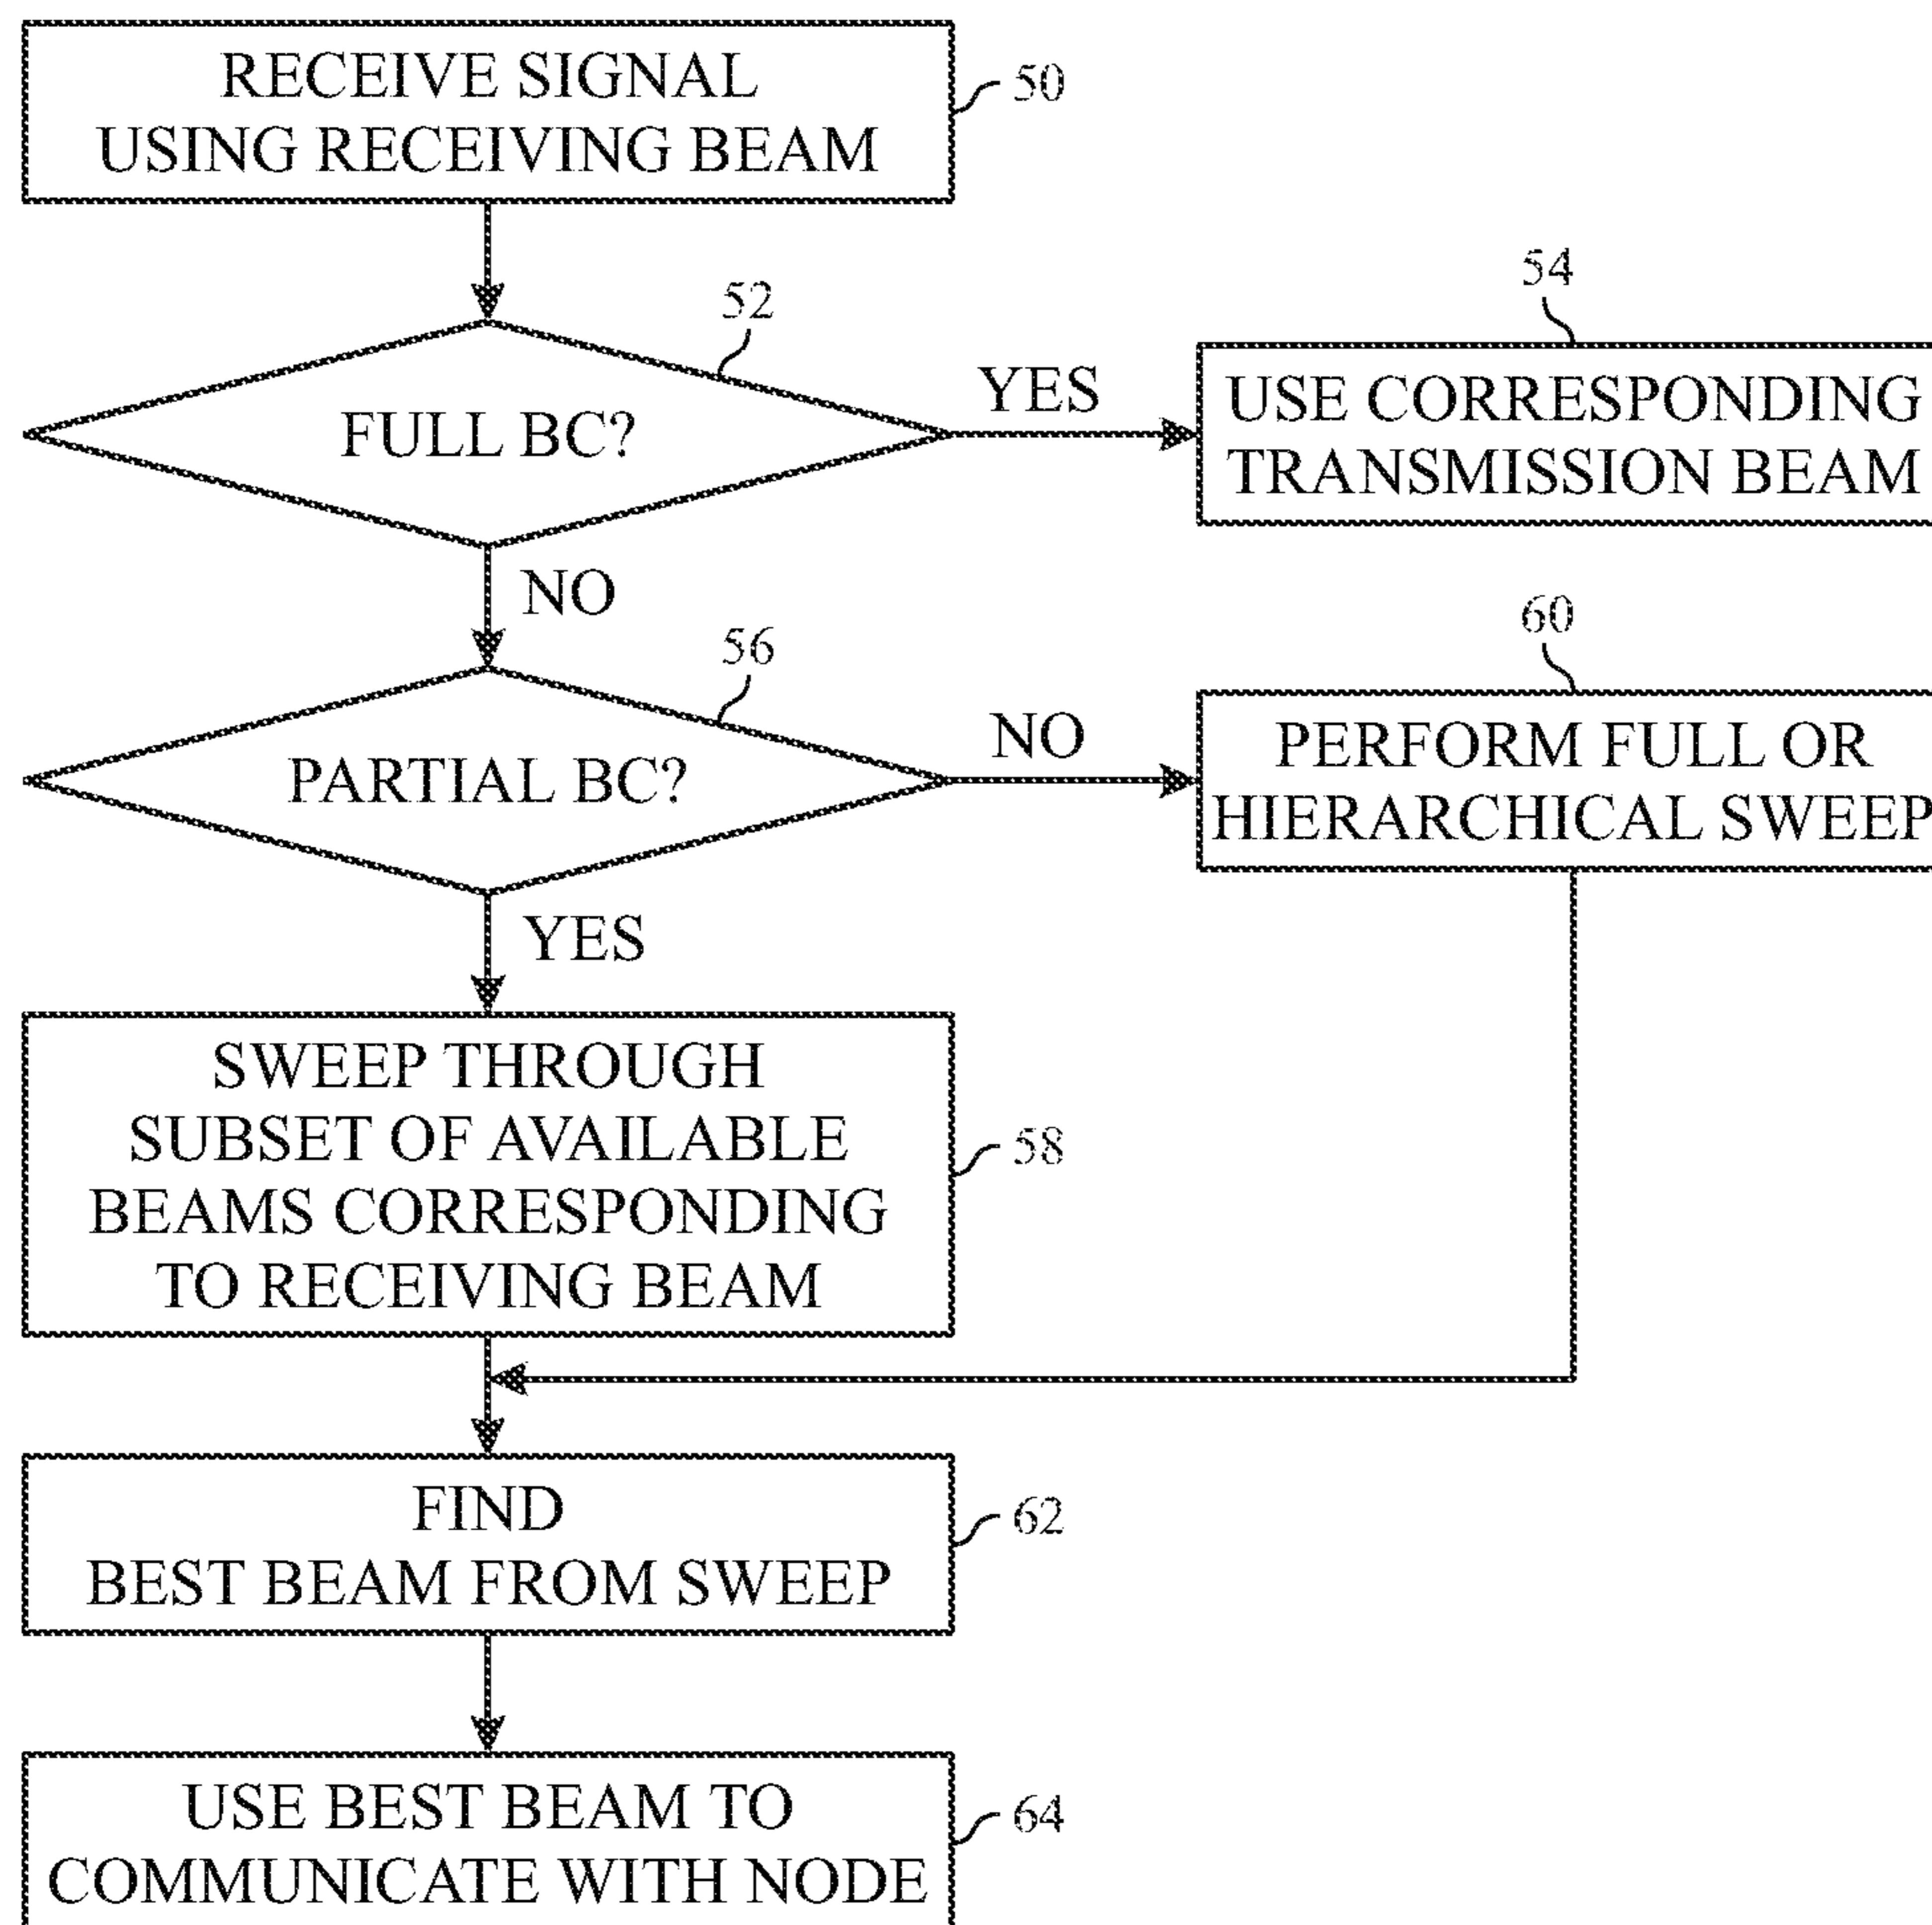 RECEIVE SIGNAL
USING RECEIVING BEAM
50
52
FULL BC?
YES
54
USE CORRESPONDING
TRANSMISSION BEAM
NO
56
PARTIAL BC?
NO
60
PERFORM FULL OR
HIERARCHICAL SWEEP
YES
SWEEP THROUGH
SUBSET OF AVAILABLE
BEAMS CORRESPONDING
TO RECEIVING BEAM
58
FIND
BEST BEAM FROM SWEEP
62
USE BEST BEAM TO
COMMUNICATE WITH NODE
64